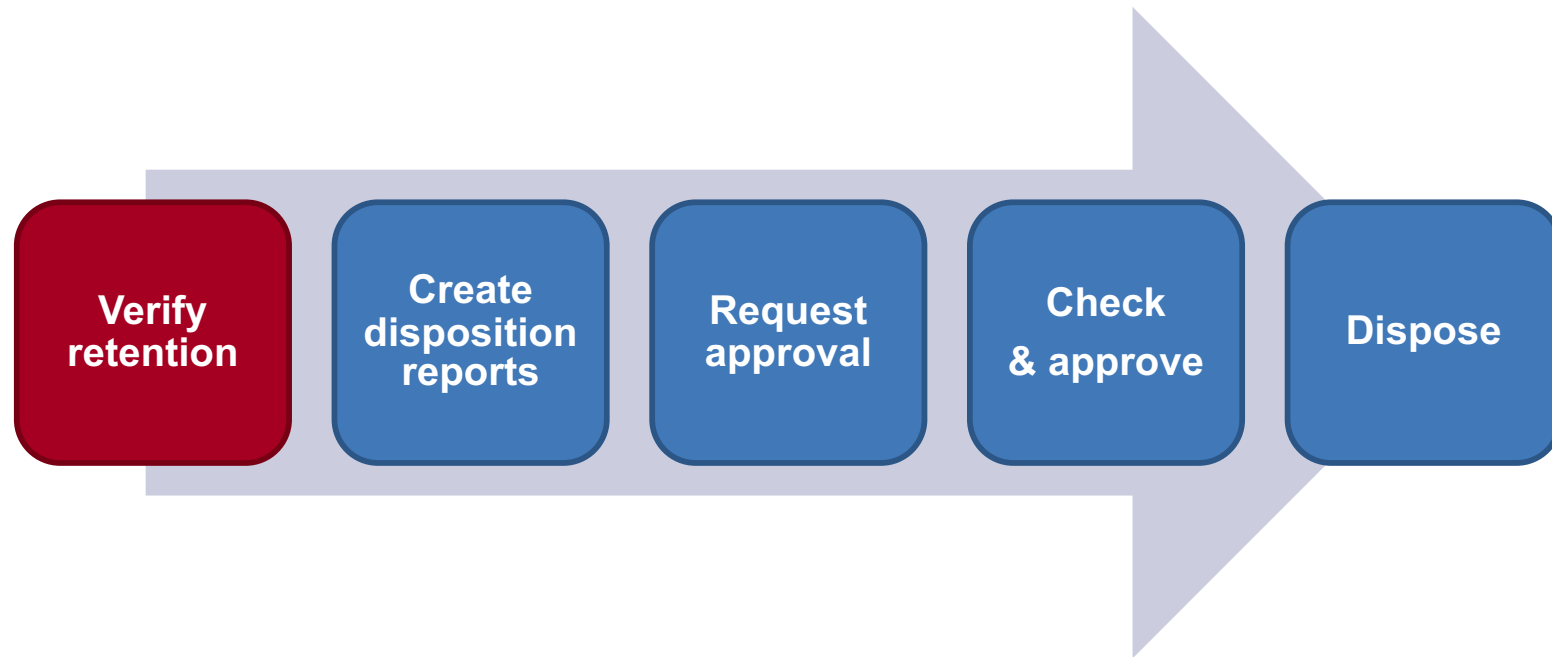 Verify
retention
Create
disposition
reports
Request
approval
Check
& approve
Dispose